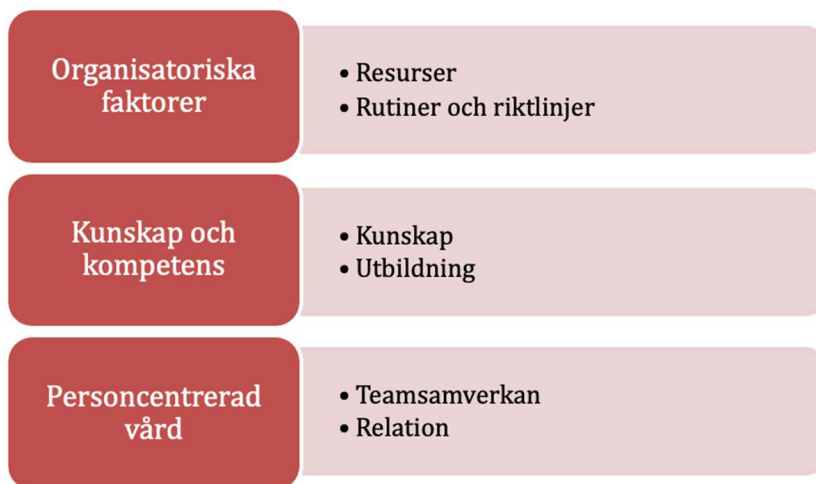 Organisatoriska
faktorer
• Resurser
• Rutiner och riktlinjer
Kunskap och
kompetens
• Kunskap
• Utbildning
Personcentrerad
vård
• Teamsamverkan
• Relation